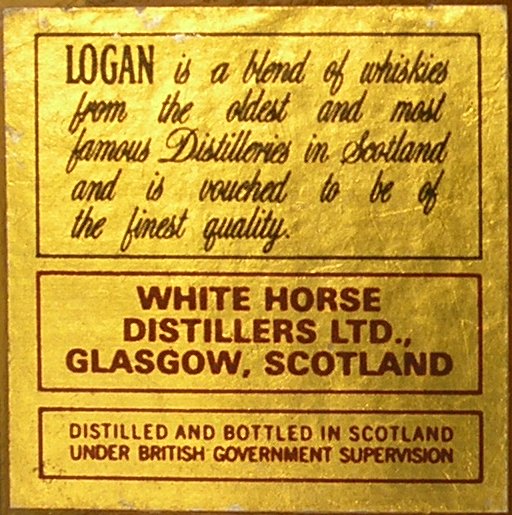 LOGAN is a blend of whiskies
from the oldest and most
famous Distilleries in Scotland
and is vouched to be of
the finest quality.
WHITE HORSE
DISTILLERS LTD.,
GLASGOW, SCOTLAND
DISTILLED AND BOTTLED IN SCOTLAND
UNDER BRITISH GOVERNMENT SUPERVISION